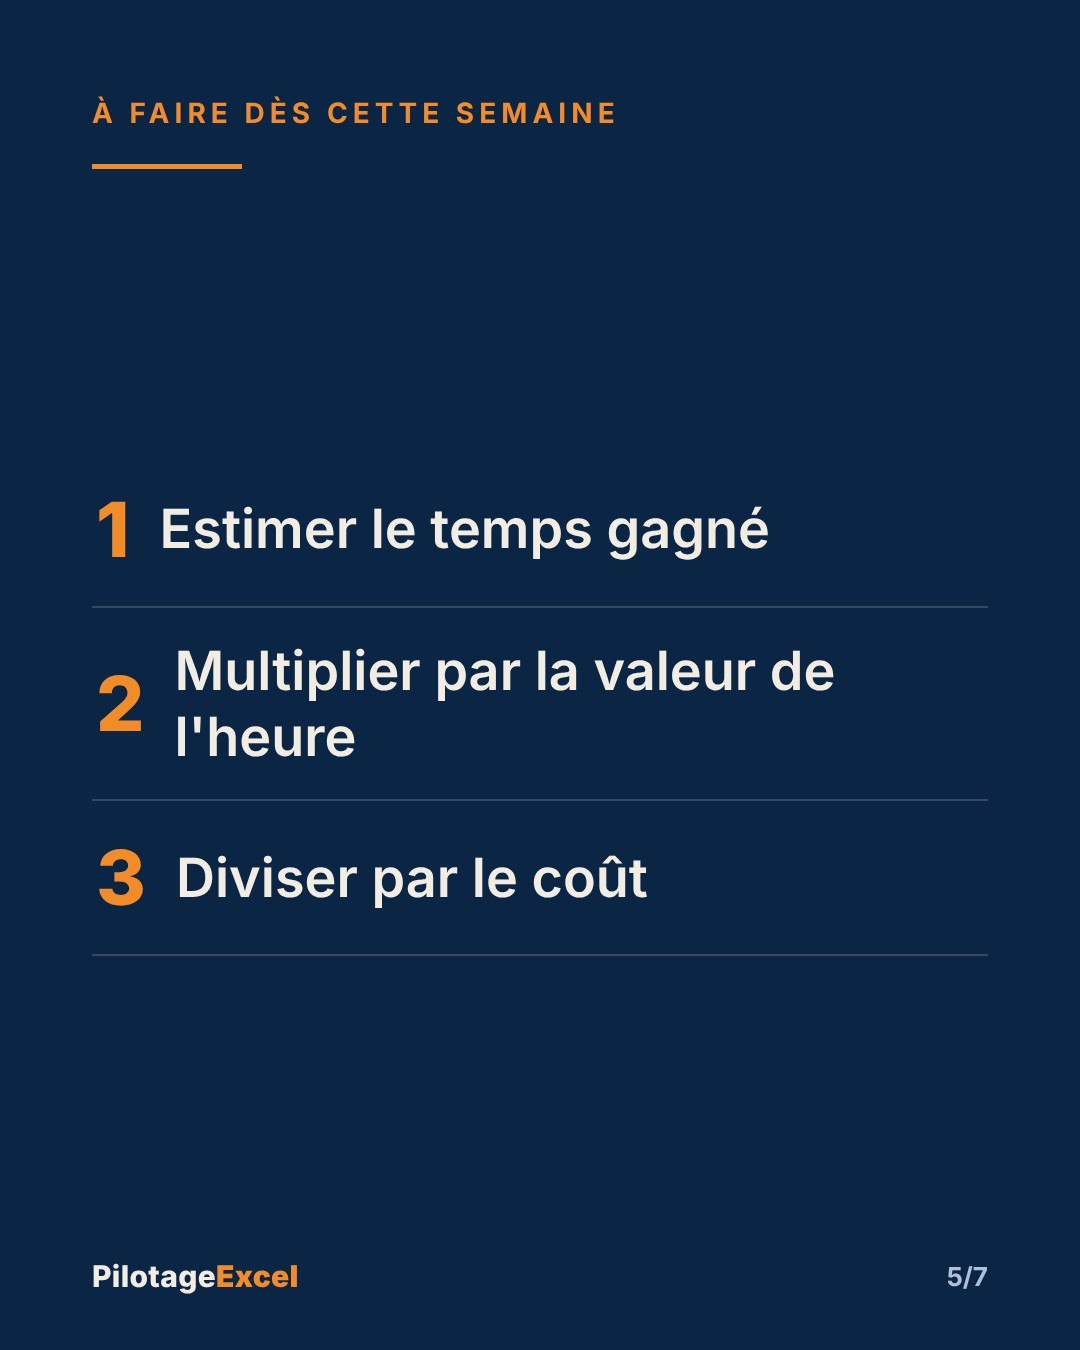 À FAIRE DÈS CETTE SEMAINE
1 Estimer le temps gagné
2 Multiplier par la valeur de
l'heure
3 Diviser par le coût
PilotageExcel
5/7